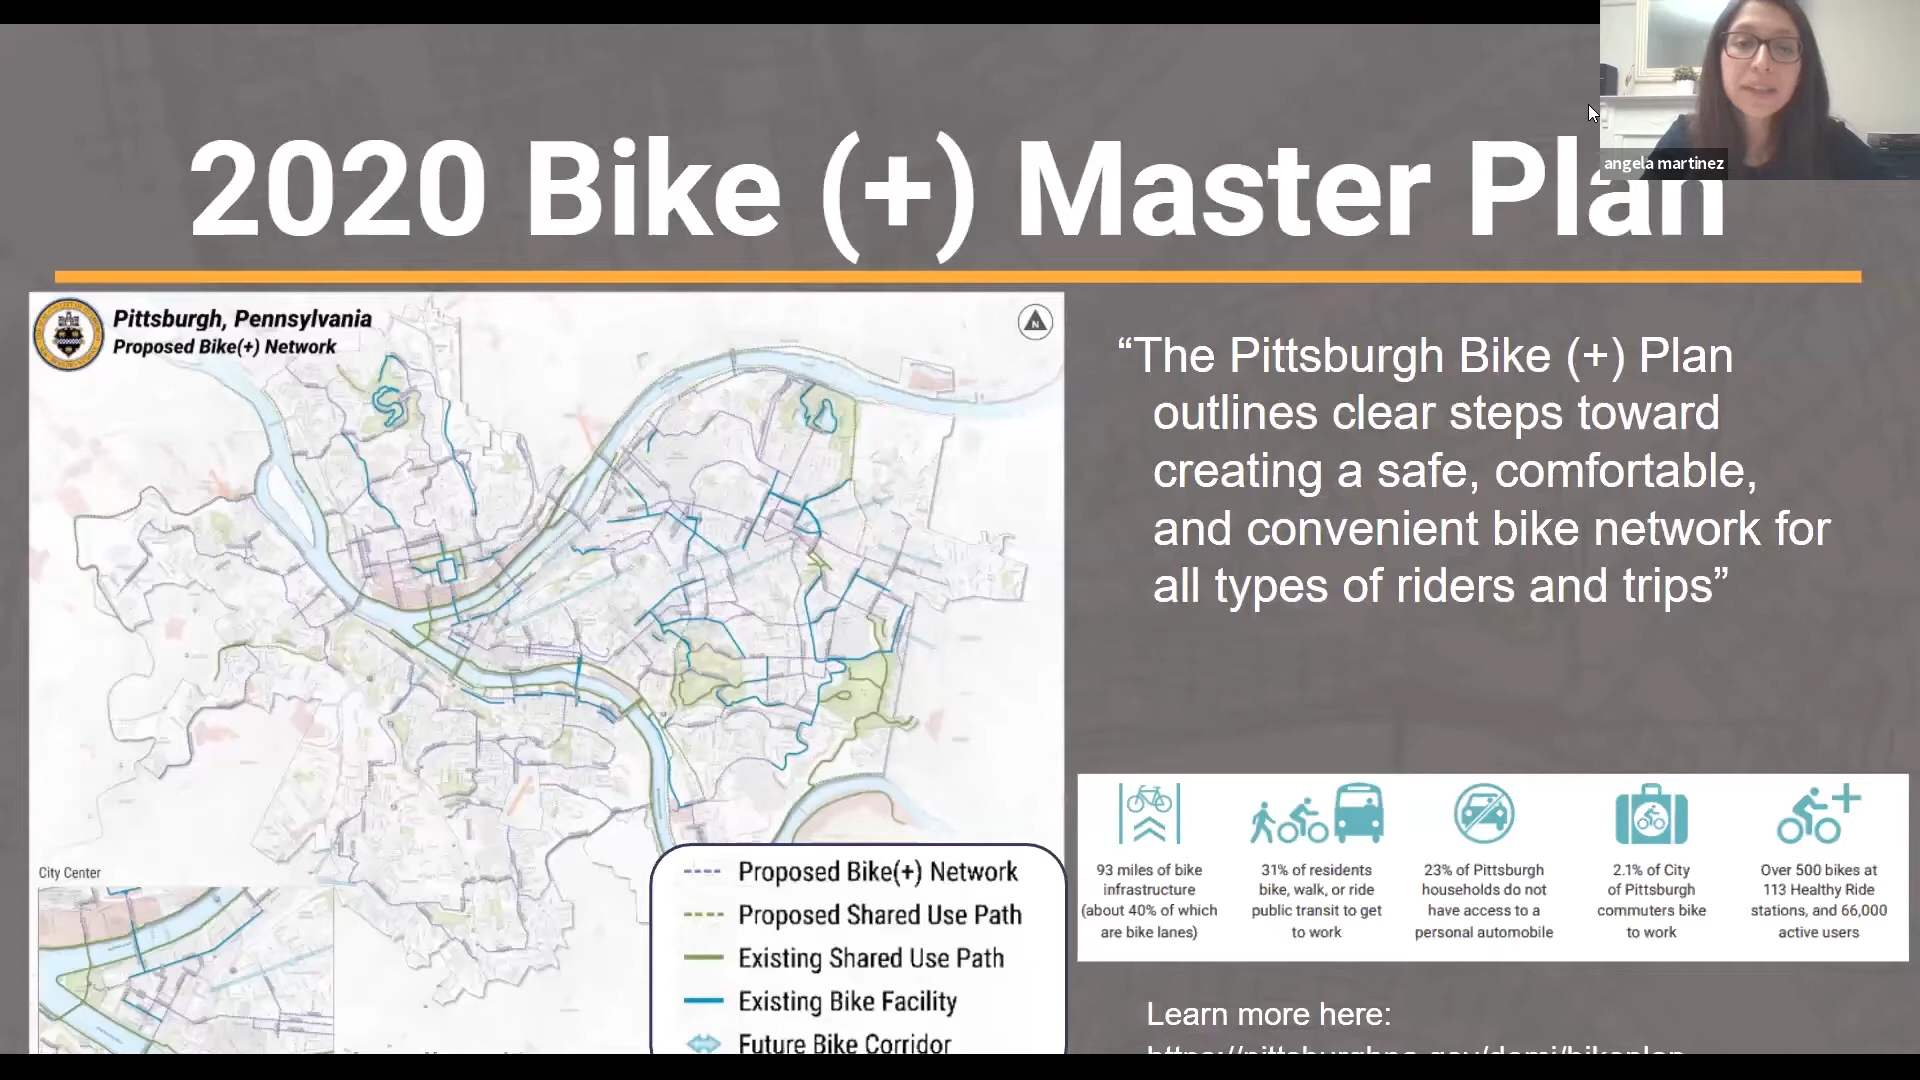 angela martinez
2020 Bike (+) Master Plan
Pittsburgh, Pennsylvania
Proposed Bike(+) Network
N
“The Pittsburgh Bike (+) Plan
outlines clear steps toward
creating a safe, comfortable,
and convenient bike network for
all types of riders and trips”
City Center
Proposed Bike(+) Network
Proposed Shared Use Path
Existing Shared Use Path
Existing Bike Facility
Future Bike Corridor
93 miles of bike
infrastructure
(about 40% of which
are bike lanes)
31% of residents
bike, walk, or ride
public transit to get
to work
23% of Pittsburgh
households do not
have access to a
personal automobile
2.1% of City
of Pittsburgh
commuters bike
to work
Over 500 bikes at
113 Healthy Ride
stations, and 66,000
active users
Learn more here:
https://pittsburghpa.gov/domi/bikeplan